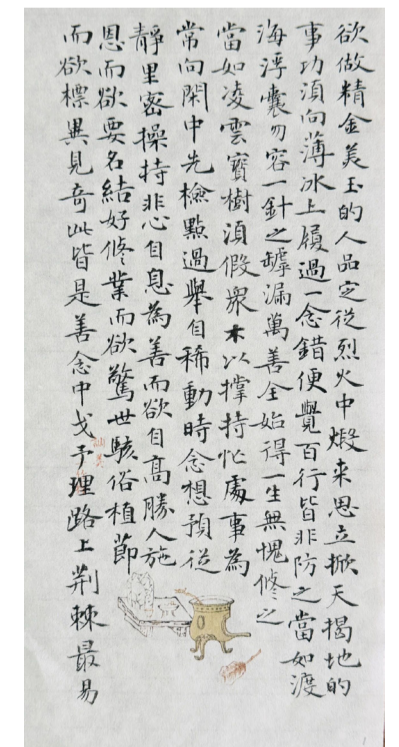 欲做精金美玉的人品定從烈火中煅来思立掀天揭地的
事功須向薄冰上履過一念錯便覺百行皆非防之當如渡
海浮囊勿容一針之罅漏萬善全始得一生無愧修之
當如凌雲寶樹須假衆木以撑持忙處事為
常向閑中先檢點過舉自稀動時念想預從
靜里密操持非心自息為善而欲自高勝人施
恩而欲要名結好修業而欲驚世駭俗植節
而欲標異見奇此皆是善念中戈矛理路上荊棘最易